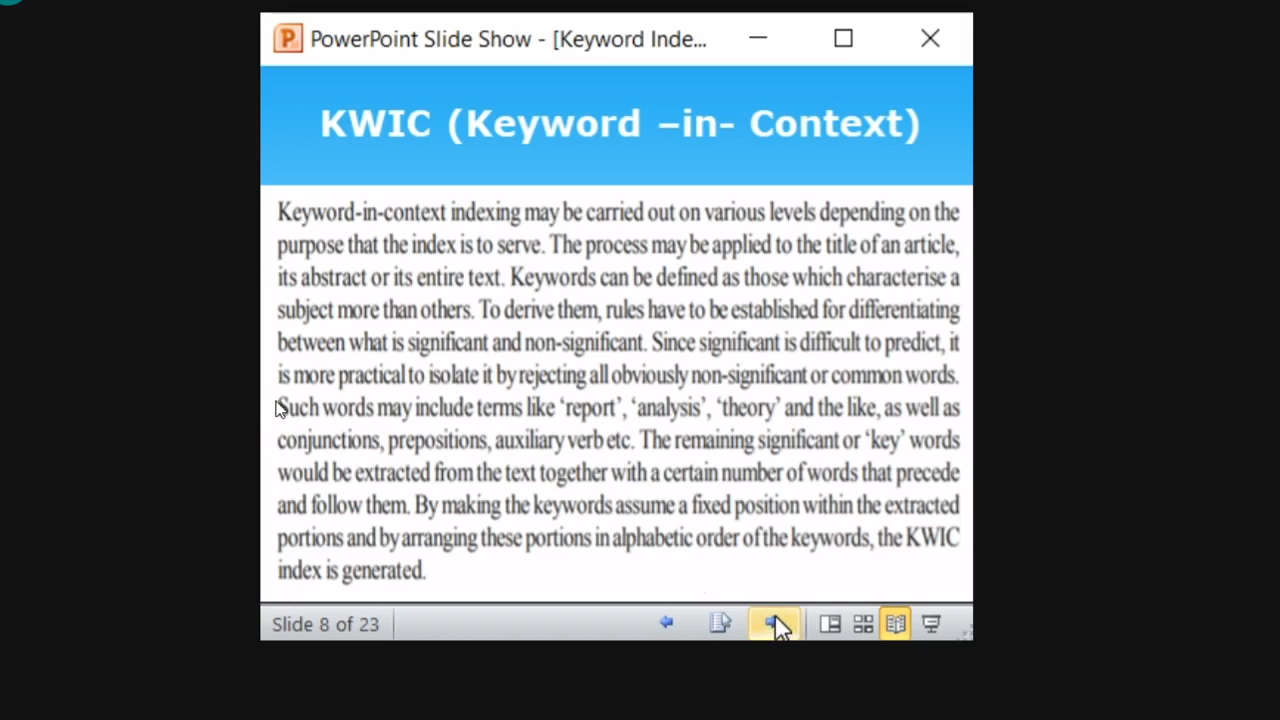 PowerPoint Slide Show - [Keyword Inde...
KWIC (Keyword –in- Context)
Keyword-in-context indexing may be carried out on various levels depending on the
purpose that the index is to serve. The process may be applied to the title of an article,
its abstract or its entire text. Keywords can be defined as those which characterise a
subject more than others. To derive them, rules have to be established for differentiating
between what is significant and non-significant. Since significant is difficult to predict, it
is more practical to isolate it by rejecting all obviously non-significant or common words.
Such words may include terms like ‘report’, ‘analysis’, ‘theory’ and the like, as well as
conjunctions, prepositions, auxiliary verb etc. The remaining significant or ‘key’ words
would be extracted from the text together with a certain number of words that precede
and follow them. By making the keywords assume a fixed position within the extracted
portions and by arranging these portions in alphabetic order of the keywords, the KWIC
index is generated.
Slide 8 of 23